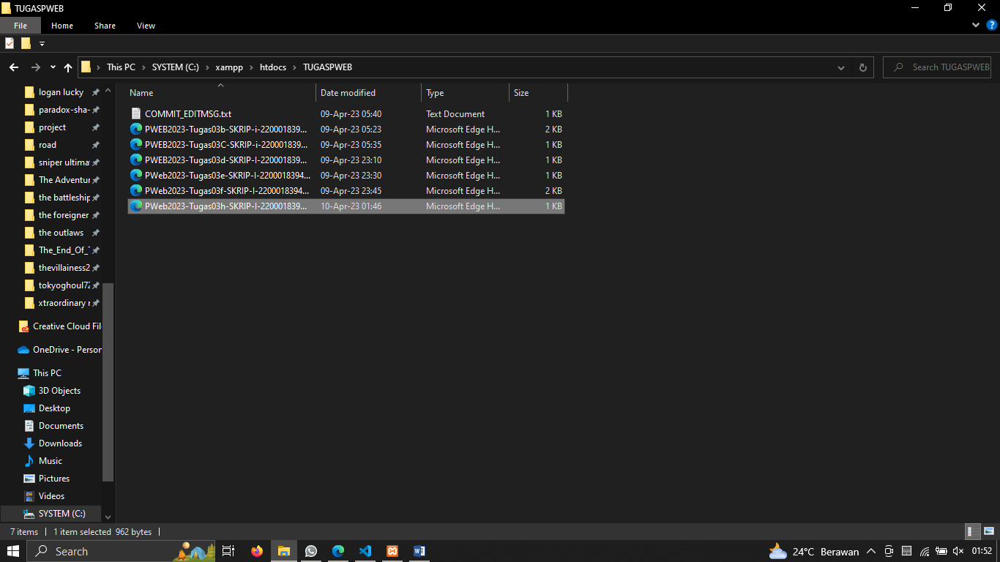 TUGASPWEB
File Home Share View
This PC > SYSTEM (C:) > xampp > htdocs > TUGASPWEB
Search TUGASPWEB
Name Date modified Type Size
COMMIT_EDITMSG.txt 09-Apr-23 05:40 Text Document 1 KB
PWEB2023-Tugas03b-SKRIP-i-220001839... 09-Apr-23 05:23 Microsoft Edge H... 2 KB
PWEB2023-Tugas03C-SKRIP-i-220001839... 09-Apr-23 05:35 Microsoft Edge H... 1 KB
PWEB2023-Tugas03d-SKRIP-I-220001839... 09-Apr-23 23:10 Microsoft Edge H... 1 KB
PWeb2023-Tugas03e-SKRIP-I-2200018394... 09-Apr-23 23:30 Microsoft Edge H... 1 KB
PWeb2023-Tugas03f-SKRIP-I-2200018394... 09-Apr-23 23:45 Microsoft Edge H... 2 KB
PWeb2023-Tugas03h-SKRIP-I-220001839... 10-Apr-23 01:46 Microsoft Edge H... 1 KB
logan lucky
paradox-sha-
project
road
sniper ultima
The Adventur
the battleship
the foreigner
the outlaws
The_End_Of_T
thevillainess2
tokyoghoul72
xtraordinary r
Creative Cloud Fil
OneDrive - Person
This PC
3D Objects
Desktop
Documents
Downloads
Music
Pictures
Videos
SYSTEM (C:)
7 items 1 item selected 962 bytes
Search
24°C Berawan
01:52